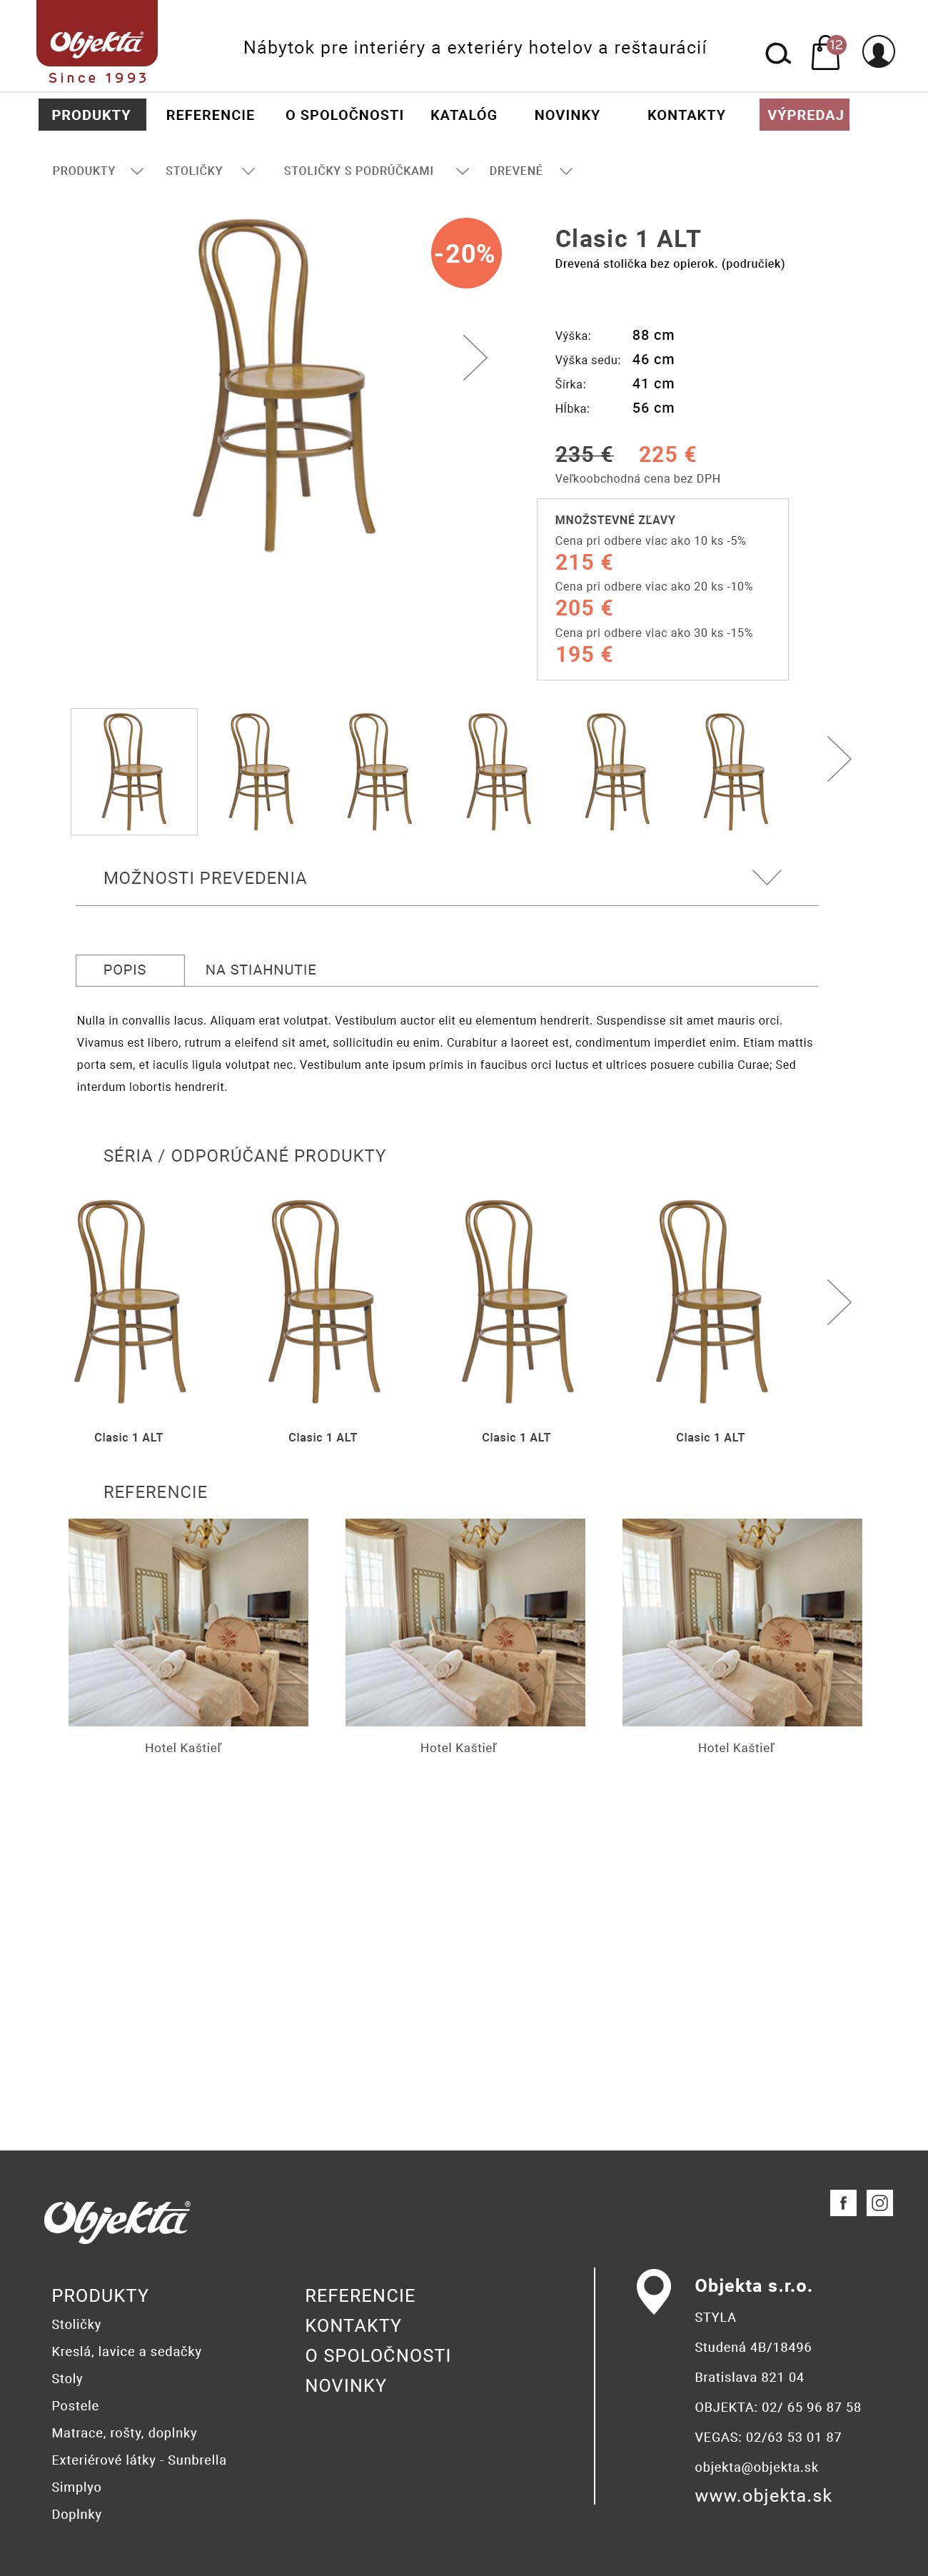 Objekta®
Since 1993
Nábytok pre interiéry a exteriéry hotelov a reštaurácií
12
PRODUKTY REFERENCIE O SPOLOČNOSTI KATALÓG NOVINKY KONTAKTY VÝPREDAJ
PRODUKTY STOLIČKY STOLIČKY S PODRÚČKAMI DREVENÉ
-20%
Clasic 1 ALT
Drevená stolička bez opierok. (područiek)
Výška: 88 cm
Výška sedu: 46 cm
Šírka: 41 cm
Hĺbka: 56 cm
235 € 225 €
Veľkoobchodná cena bez DPH
MNOŽSTEVNÉ ZĽAVY
Cena pri odbere viac ako 10 ks -5%
215 €
Cena pri odbere viac ako 20 ks -10%
205 €
Cena pri odbere viac ako 30 ks -15%
195 €
MOŽNOSTI PREVEDENIA
POPIS NA STIAHNUTIE
Nulla in convallis lacus. Aliquam erat volutpat. Vestibulum auctor elit eu elementum hendrerit. Suspendisse sit amet mauris orci.
Vivamus est libero, rutrum a eleifend sit amet, sollicitudin eu enim. Curabitur a laoreet est, condimentum imperdiet enim. Etiam mattis
porta sem, et iaculis ligula volutpat nec. Vestibulum ante ipsum primis in faucibus orci luctus et ultrices posuere cubilia Curae; Sed
interdum lobortis hendrerit.
SÉRIA / ODPORÚČANÉ PRODUKTY
Clasic 1 ALT Clasic 1 ALT Clasic 1 ALT Clasic 1 ALT
REFERENCIE
Hotel Kaštieľ Hotel Kaštieľ Hotel Kaštieľ
Objekta®
f
PRODUKTY
Stoličky
Kreslá, lavice a sedačky
Stoly
Postele
Matrace, rošty, doplnky
Exteriérové látky - Sunbrella
Simplyo
Doplnky
REFERENCIE
KONTAKTY
O SPOLOČNOSTI
NOVINKY
Objekta s.r.o.
STYLA
Studená 4B/18496
Bratislava 821 04
OBJEKTA: 02/ 65 96 87 58
VEGAS: 02/63 53 01 87
objekta@objekta.sk
www.objekta.sk